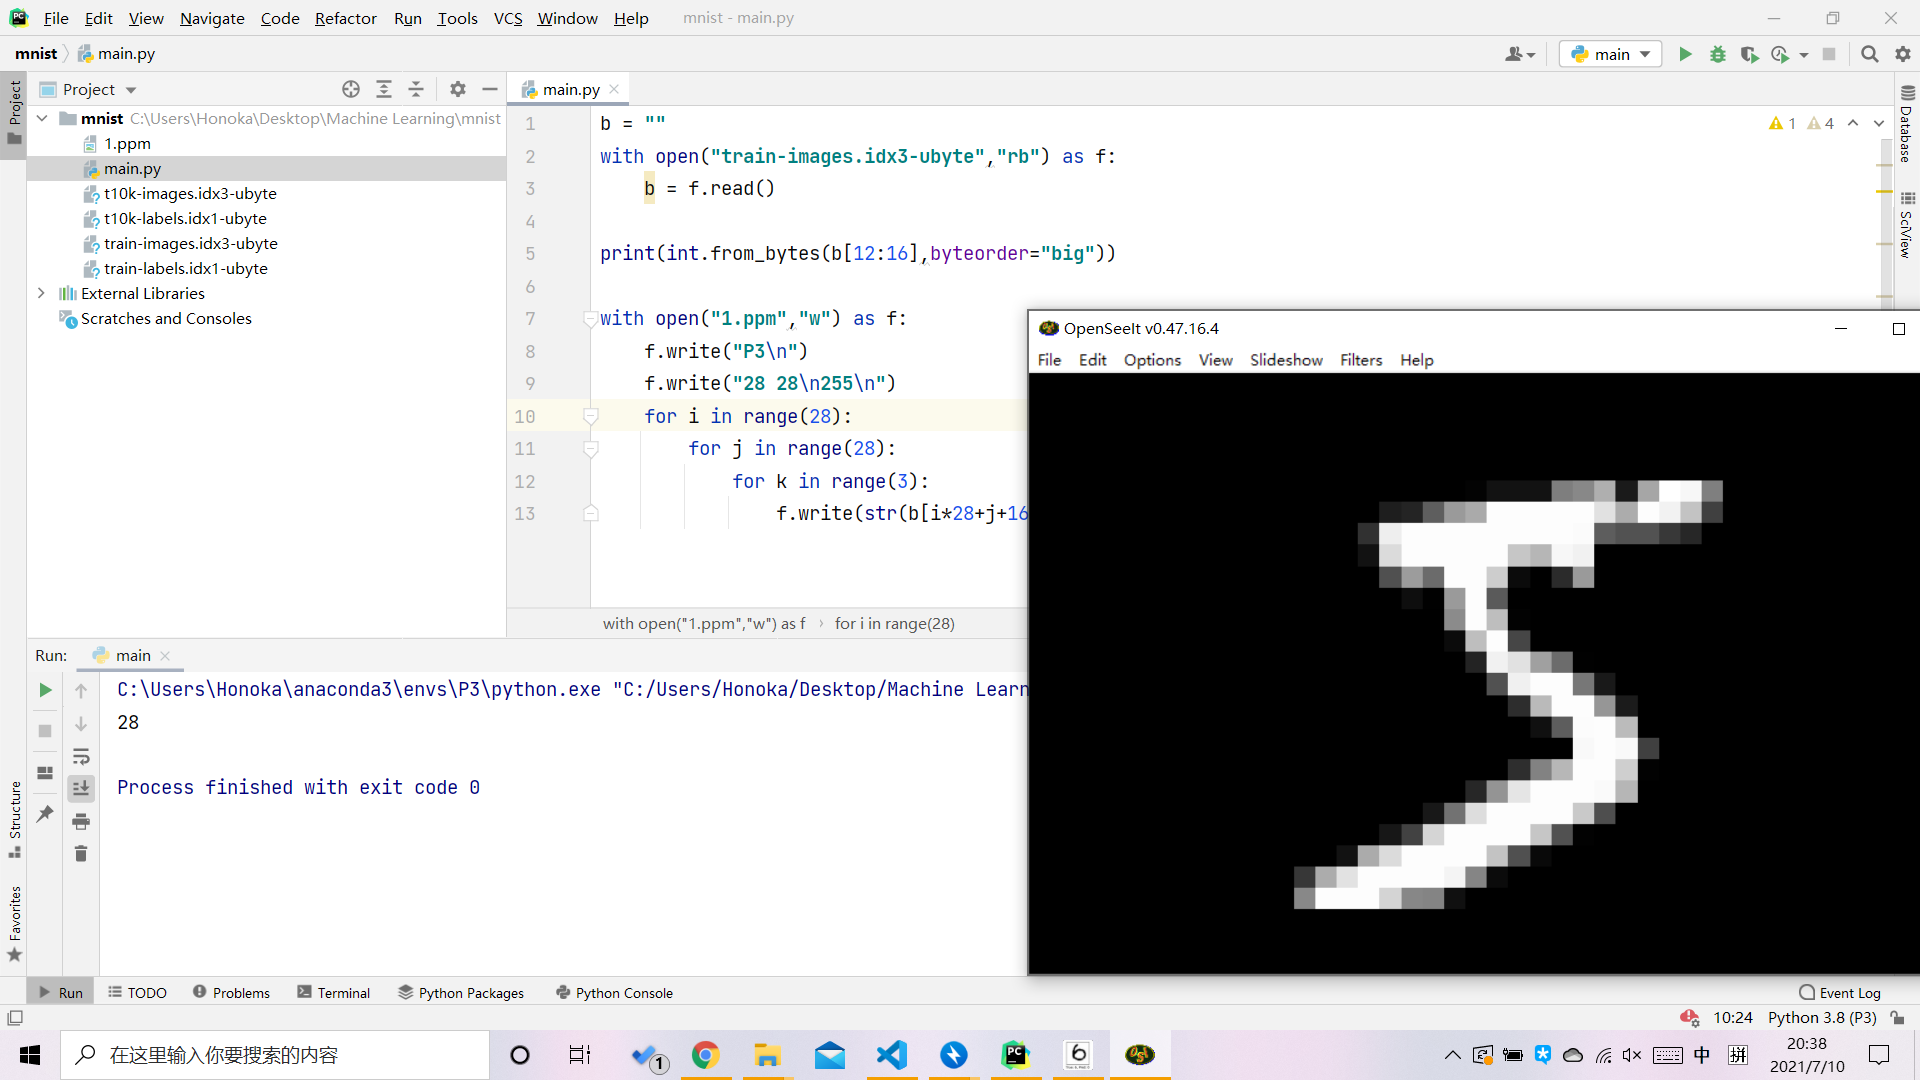 File Edit View Navigate Code Refactor Run Tools VCS Window Help mnist - main.py
mnist main.py main
Project
Project
main.py
mnist C:\Users\Honoka\Desktop\Machine Learning\mnist
1.ppm
main.py
t10k-images.idx3-ubyte
t10k-labels.idx1-ubyte
train-images.idx3-ubyte
train-labels.idx1-ubyte
External Libraries
Scratches and Consoles
1 b = ""
2 with open("train-images.idx3-ubyte","rb") as f:
3 b = f.read()
4
5 print(int.from_bytes(b[12:16],byteorder="big"))
6
7 with open("1.ppm","w") as f:
8 f.write("P3\n")
9 f.write("28 28\n255\n")
10 for i in range(28):
11 for j in range(28):
12 for k in range(3):
13 f.write(str(b[i*28+j+16
1 4
Database
SciView
with open("1.ppm","w") as f › for i in range(28)
OpenSeeIt v0.47.16.4
File Edit Options View Slideshow Filters Help
Run: main
C:\Users\Honoka\anaconda3\envs\P3\python.exe "C:/Users/Honoka/Desktop/Machine Learn
28
Process finished with exit code 0
Structure
Favorites
Run TODO Problems Terminal Python Packages Python Console Event Log
10:24 Python 3.8 (P3)
在这里输入你要搜索的内容
1
中
拼
20:38
2021/7/10